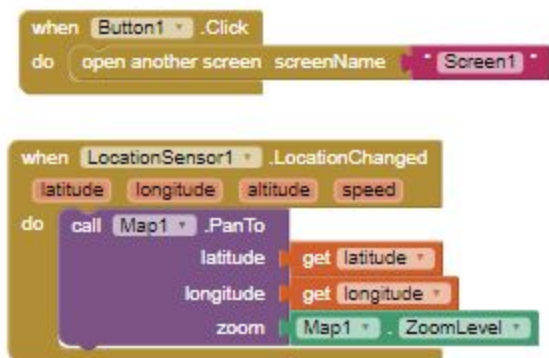 when Button1 .Click
do open another screen screenName " Screen1 "
when LocationSensor1 .LocationChanged
latitude longitude altitude speed
do call Map1 .PanTo
latitude get latitude
longitude get longitude
zoom Map1 . ZoomLevel